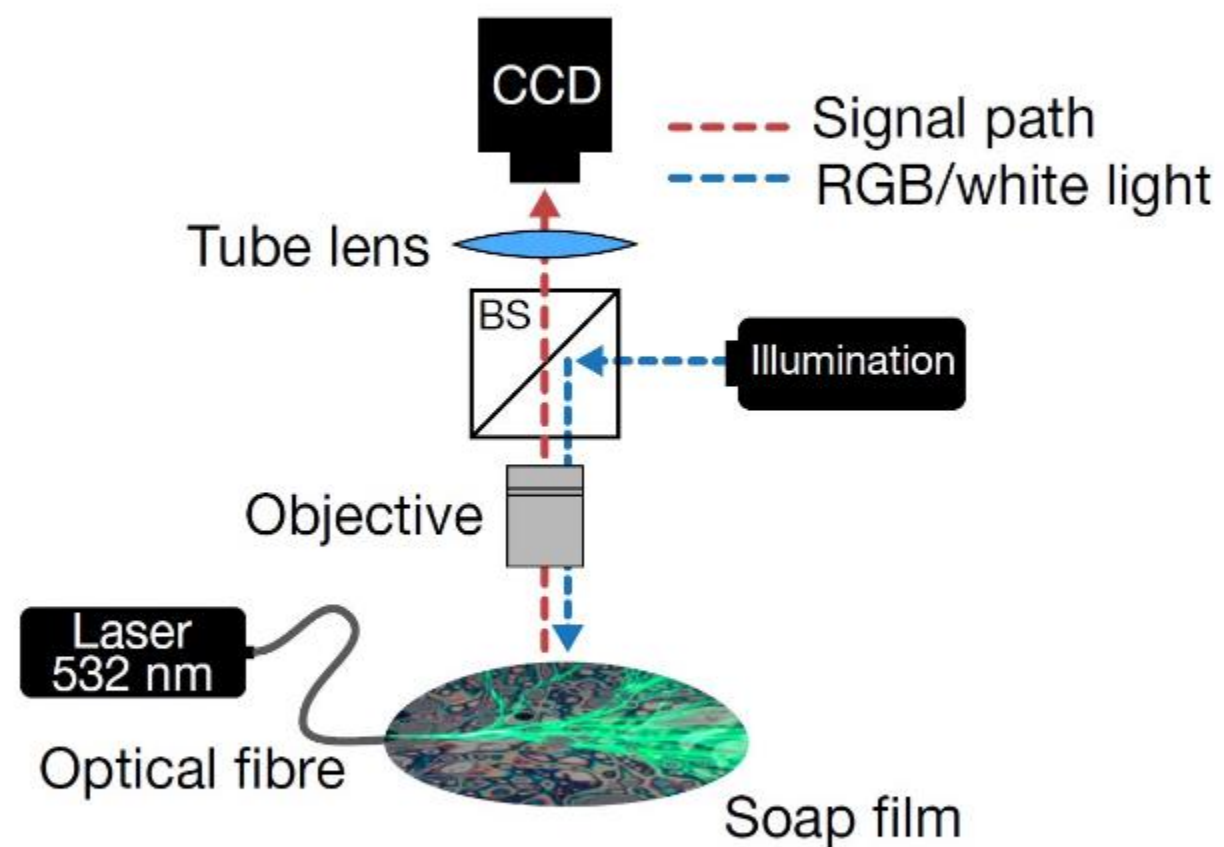 CCD
Signal path
RGB/white light
Tube lens
BS
Illumination
Objective
Laser
532 nm
Optical fibre
Soap film